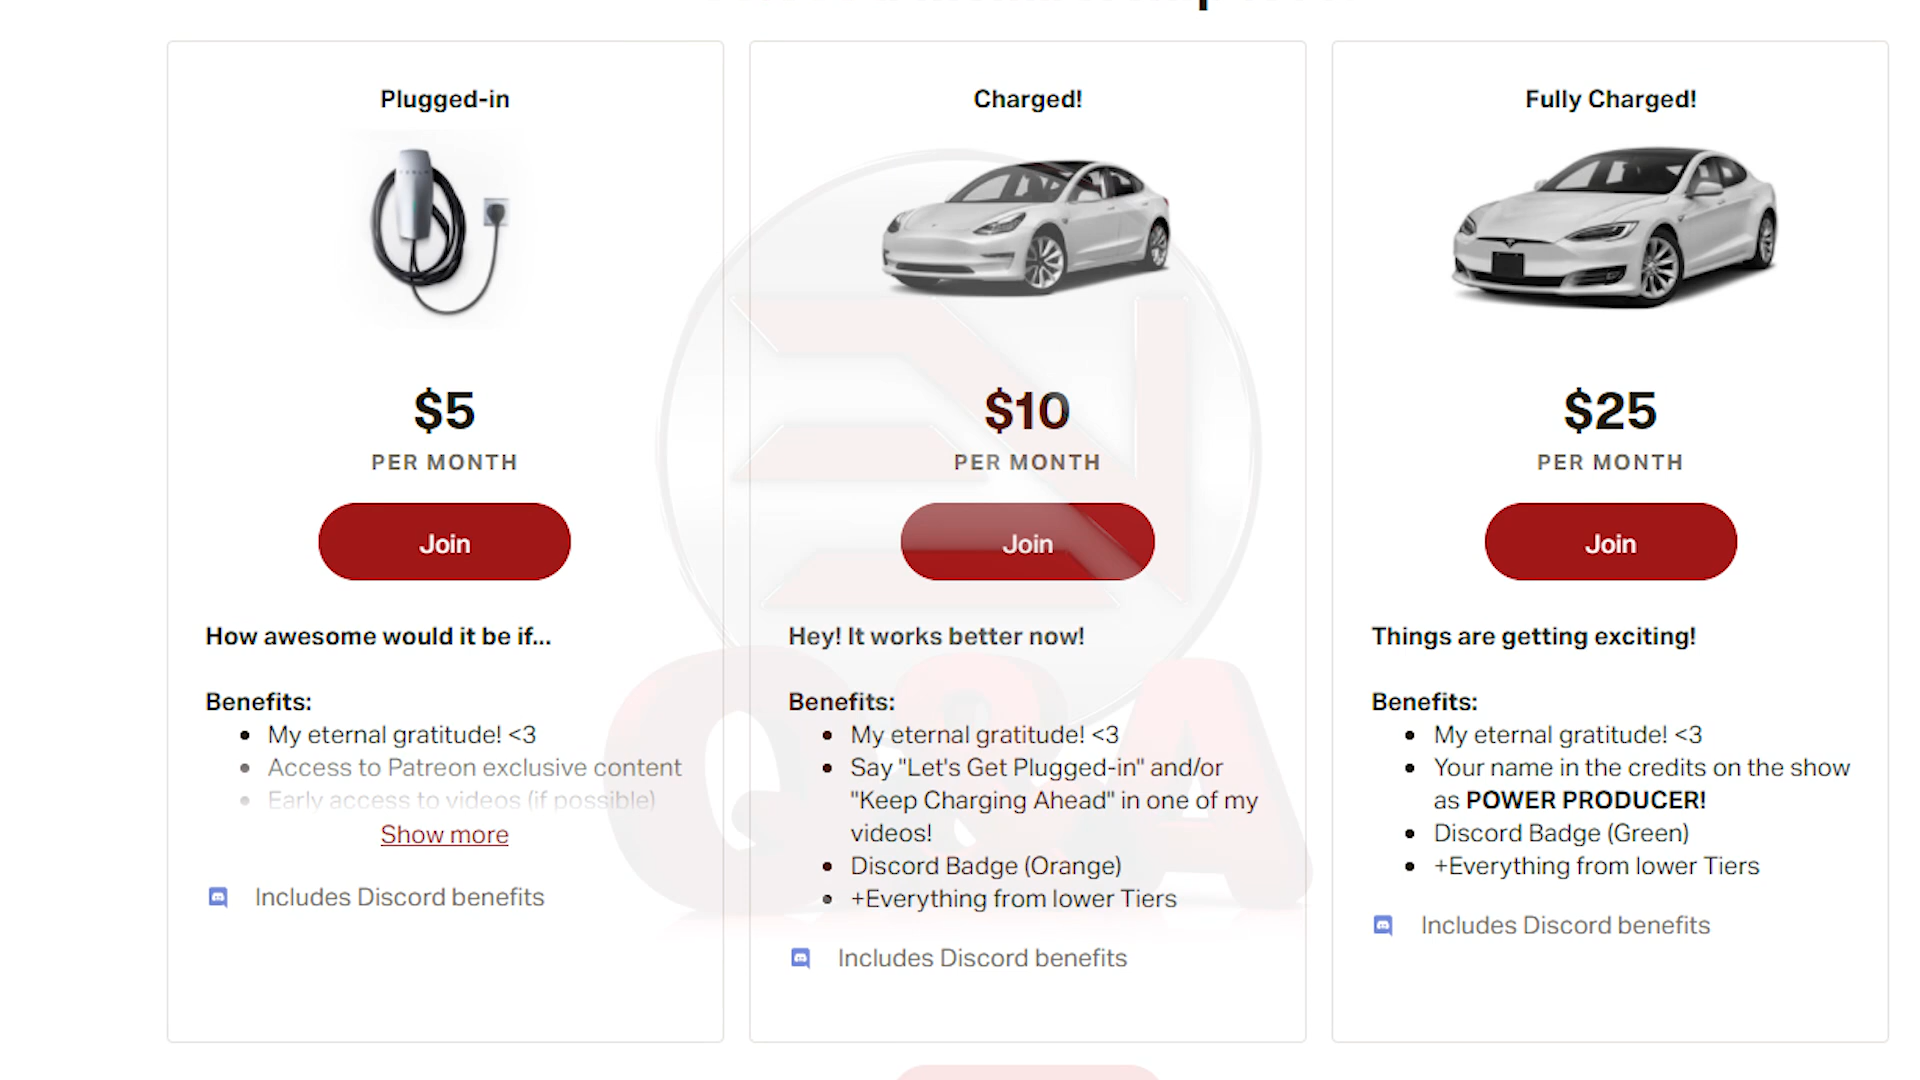 Plugged-in
$5
PER MONTH
Join
How awesome would it be if...
Benefits:
My eternal gratitude! <3
Access to Patreon exclusive content
Early access to videos (if possible)
Show more
Includes Discord benefits
Charged!
$10
PER MONTH
Join
Hey! It works better now!
Benefits:
My eternal gratitude! <3
Say "Let's Get Plugged-in" and/or
"Keep Charging Ahead" in one of my
videos!
Discord Badge (Orange)
+Everything from lower Tiers
Includes Discord benefits
Fully Charged!
$25
PER MONTH
Join
Things are getting exciting!
Benefits:
My eternal gratitude! <3
Your name in the credits on the show
as POWER PRODUCER!
Discord Badge (Green)
+Everything from lower Tiers
Includes Discord benefits
Q&A